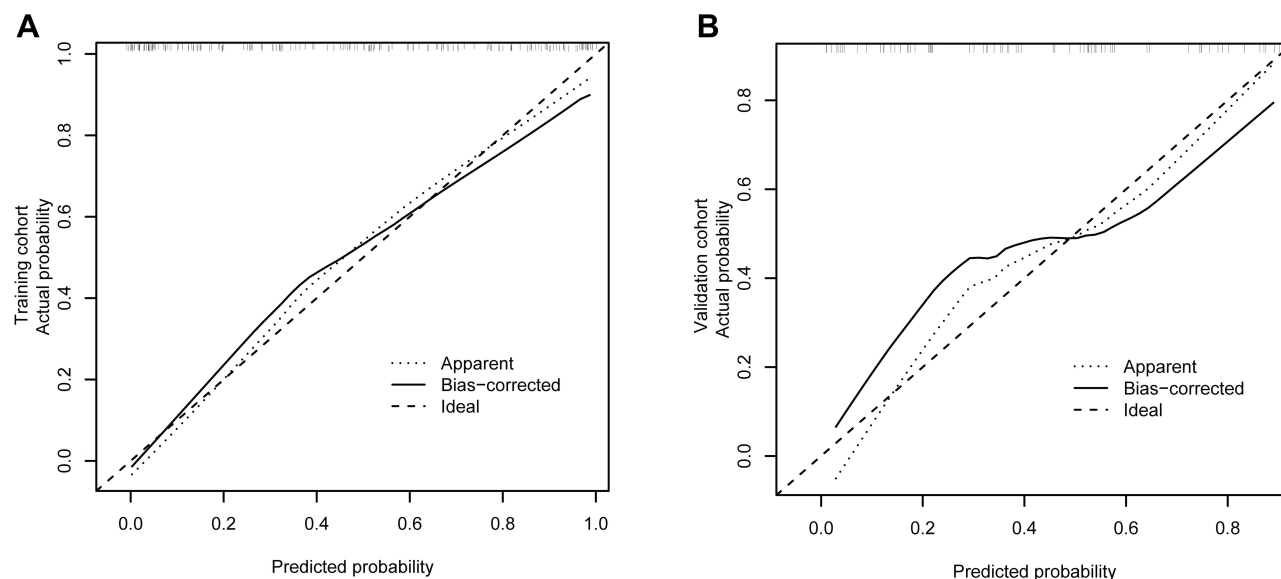 A
Training cohort
Actual probability
1.0
0.8
0.6
0.4
0.2
0.0
Apparent
Bias-corrected
Ideal
0.0 0.2 0.4 0.6 0.8 1.0
Predicted probability
B
Validation cohort
Actual probability
0.8
0.6
0.4
0.2
0.0
Apparent
Bias-corrected
Ideal
0.0 0.2 0.4 0.6 0.8
Predicted probability